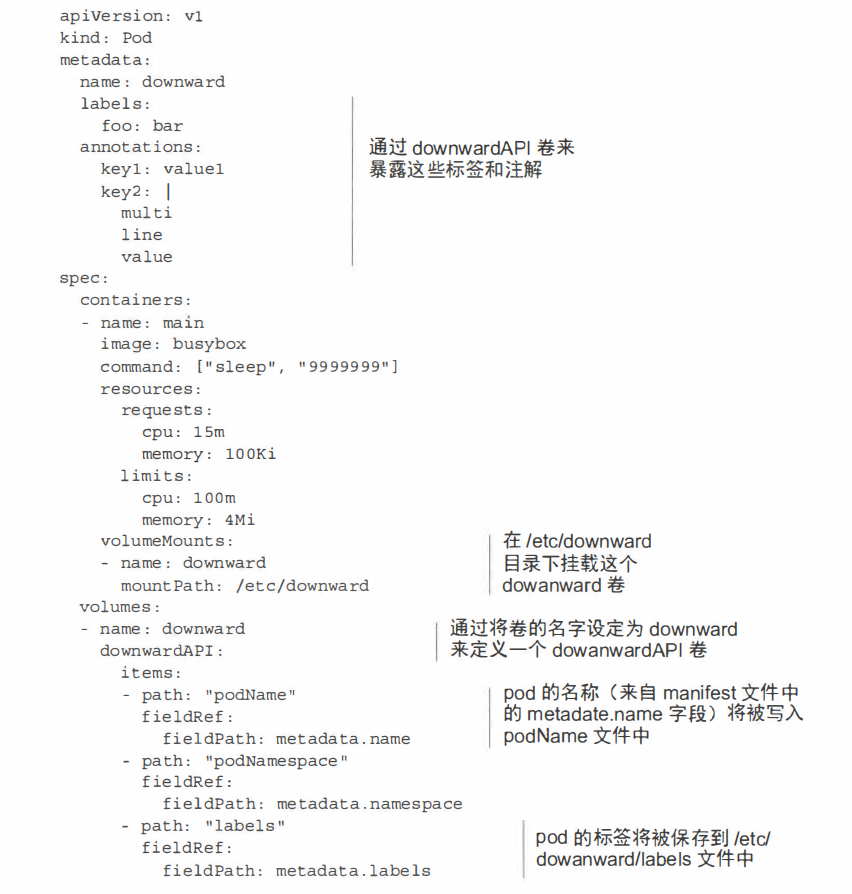 apiVersion: v1
kind: Pod
metadata:
  name: downward
  labels:
    foo: bar
  annotations:
    key1: value1
    key2: |
      multi
      line
      value
通过 downwardAPI 卷来
暴露这些标签和注解
spec:
  containers:
  - name: main
    image: busybox
    command: ["sleep", "9999999"]
    resources:
      requests:
        cpu: 15m
        memory: 100Ki
      limits:
        cpu: 100m
        memory: 4Mi
    volumeMounts:
    - name: downward
      mountPath: /etc/downward
在 /etc/downward
目录下挂载这个
dowanward 卷
  volumes:
  - name: downward
    downwardAPI:
通过将卷的名字设定为 downward
来定义一个 dowanwardAPI 卷
      items:
      - path: "podName"
        fieldRef:
          fieldPath: metadata.name
pod 的名称（来自 manifest 文件中
的 metadate.name 字段）将被写入
podName 文件中
      - path: "podNamespace"
        fieldRef:
          fieldPath: metadata.namespace
      - path: "labels"
        fieldRef:
          fieldPath: metadata.labels
pod 的标签将被保存到 /etc/
dowanward/labels 文件中